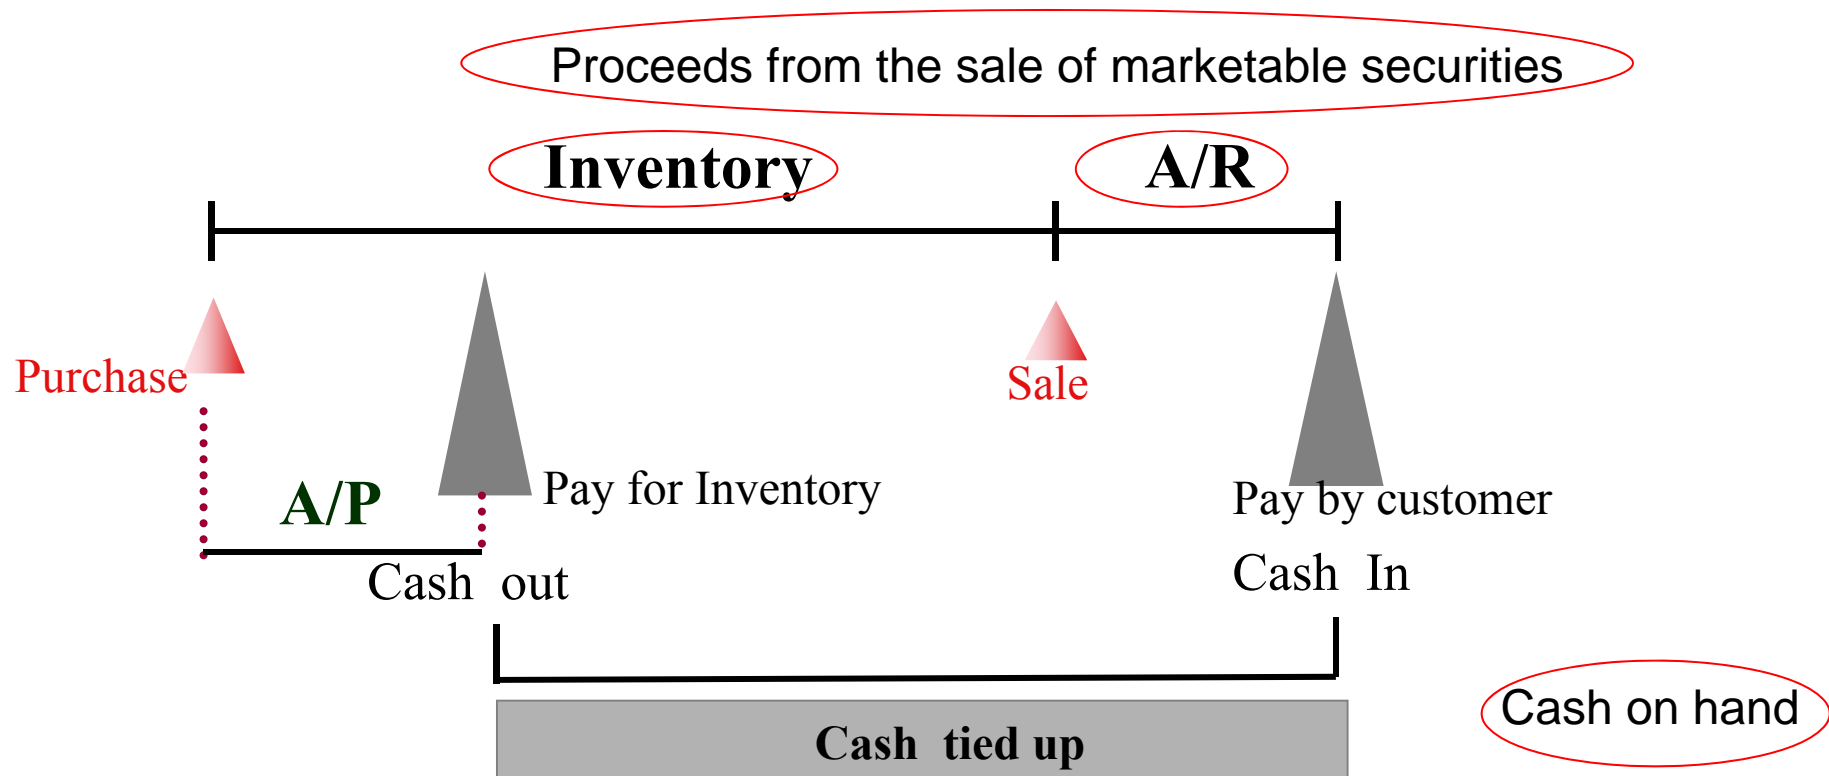 Proceeds from the sale of marketable securities
Inventory
A/R
Purchase
Sale
A/P
Pay for Inventory
Pay by customer
Cash out
Cash In
Cash on hand
Cash tied up